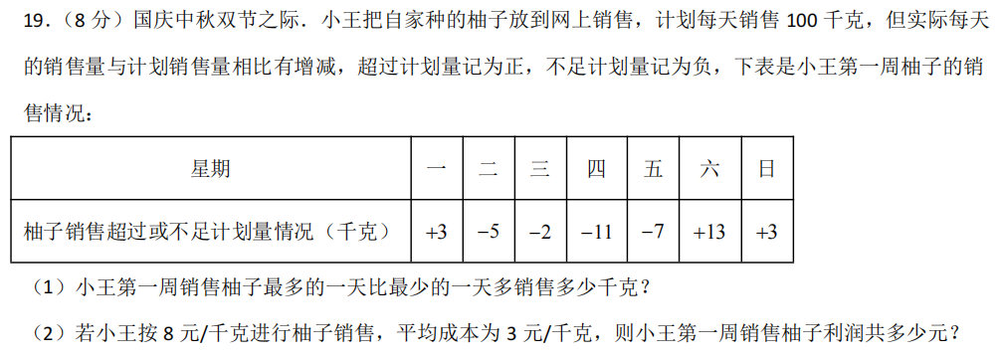 19．（8 分）国庆中秋双节之际．小王把自家种的柚子放到网上销售，计划每天销售 100 千克，但实际每天
的销售量与计划销售量相比有增减，超过计划量记为正，不足计划量记为负，下表是小王第一周柚子的销
售情况：
星期 一 二 三 四 五 六 日
柚子销售超过或不足计划量情况（千克） +3 −5 −2 −11 −7 +13 +3
（1）小王第一周销售柚子最多的一天比最少的一天多销售多少千克？
（2）若小王按 8 元/千克进行柚子销售，平均成本为 3 元/千克，则小王第一周销售柚子利润共多少元？